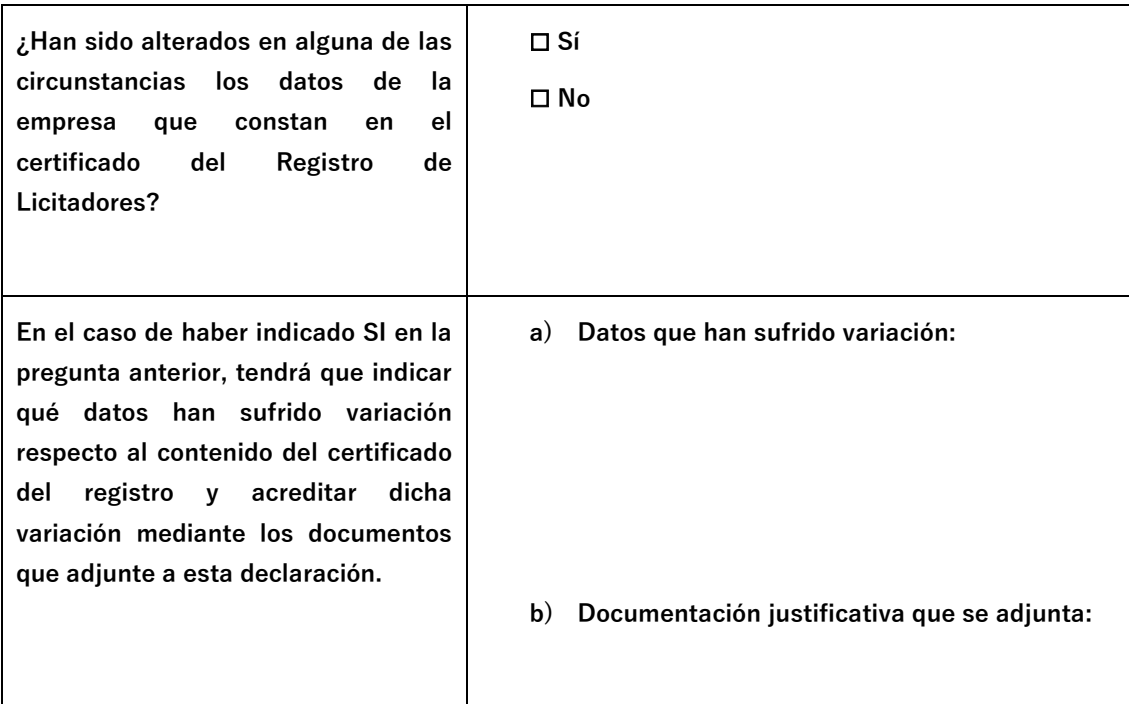 ¿Han sido alterados en alguna de las
circunstancias los datos de la
empresa que constan en el
certificado del Registro de
Licitadores?
☐ Sí
☐ No
En el caso de haber indicado SI en la
pregunta anterior, tendrá que indicar
qué datos han sufrido variación
respecto al contenido del certificado
del registro y acreditar dicha
variación mediante los documentos
que adjunte a esta declaración.
a) Datos que han sufrido variación:
b) Documentación justificativa que se adjunta: